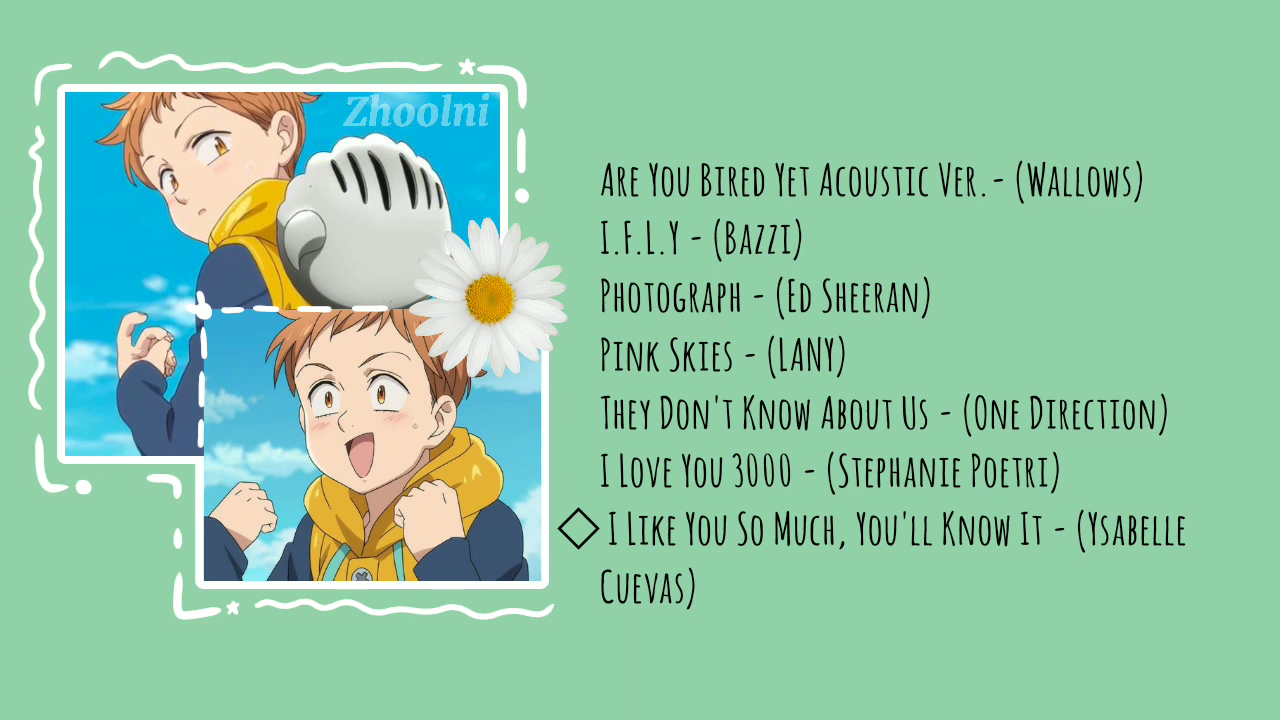 Zhoolni
Are You Bired Yet Acoustic Ver. - (Wallows)
I.F.L.Y - (Bazzi)
Photograph - (Ed Sheeran)
Pink Skies - (LANY)
They Don't Know About Us - (One Direction)
I Love You 3000 - (Stephanie Poetri)
I Like You So Much, You'll Know It - (Ysabelle
Cuevas)